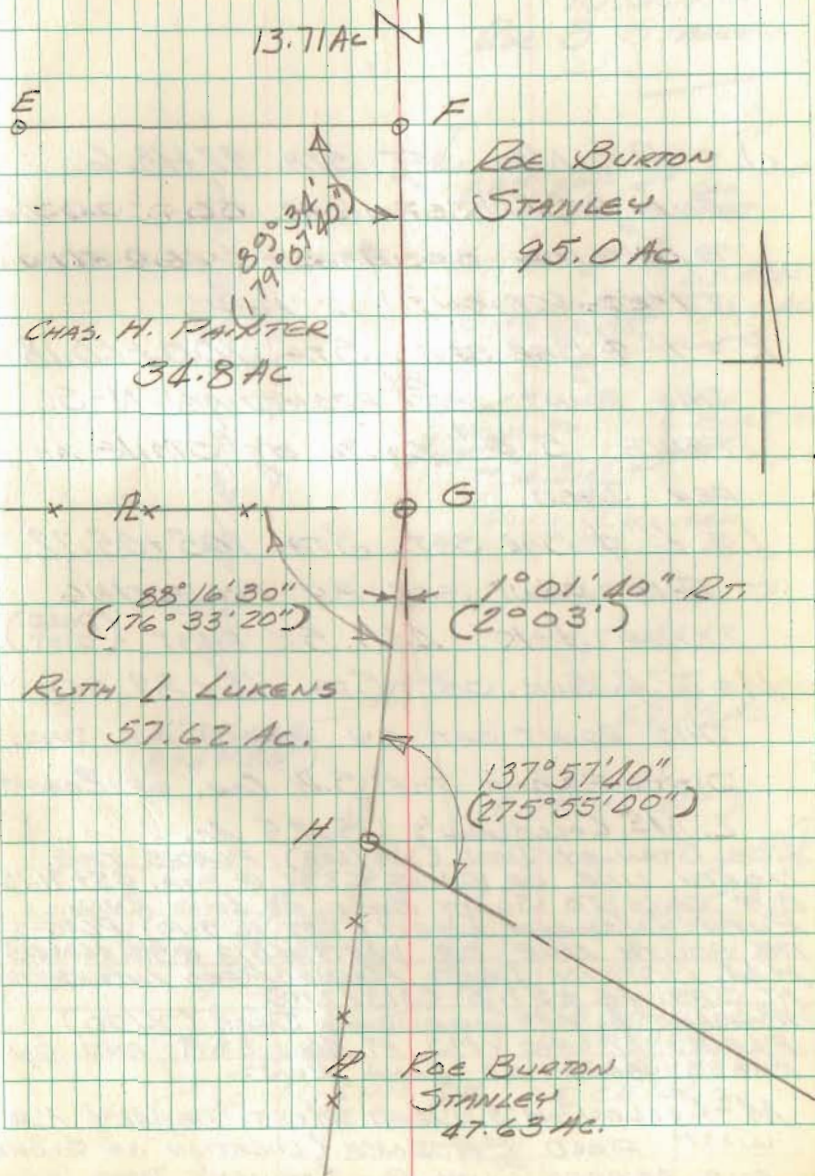 13.71 AC
N
E
F
ROE BURTON
STANLEY
95.0 AC
89° 34'
(179° 07' 40")
CHAS. H. PAINTER
34.8 AC
PL
G
88° 16' 30"
(176° 33' 20")
1° 01' 40" RT.
(2° 03')
RUTH L. LUKENS
57.62 AC.
137° 57' 40"
(275° 55' 00")
H
PL
ROE BURTON
STANLEY
47.63 AC.